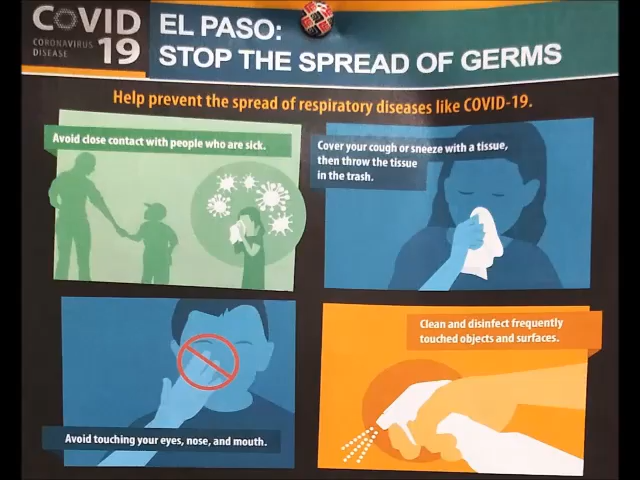 COVID
CORONAVIRUS
DISEASE
19
EL PASO:
STOP THE SPREAD OF GERMS
Help prevent the spread of respiratory diseases like COVID-19.
Avoid close contact with people who are sick.
Cover your cough or sneeze with a tissue,
then throw the tissue
in the trash.
Avoid touching your eyes, nose, and mouth.
Clean and disinfect frequently
touched objects and surfaces.